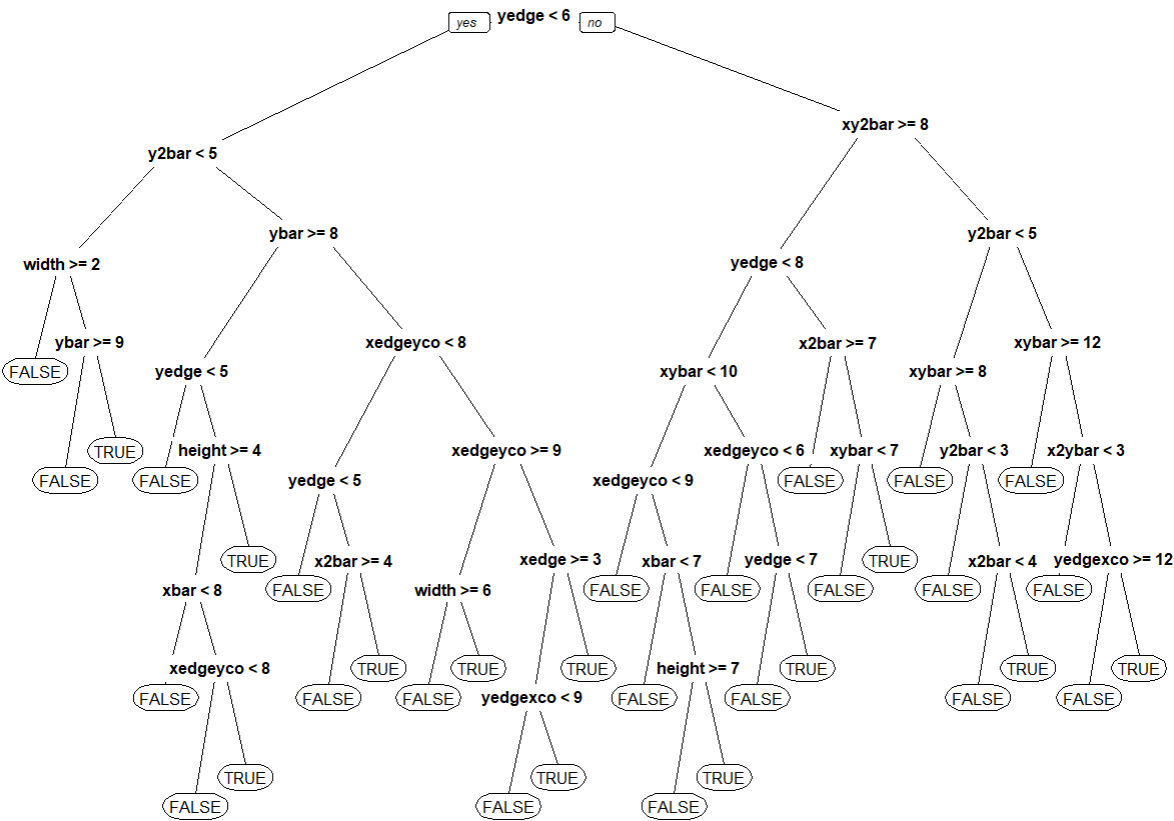 yes yedge < 6 no
xy2bar >= 8
y2bar < 5
ybar >= 8 y2bar < 5
width >= 2 yedge < 8
ybar >= 9 xedgeyco < 8 x2bar >= 7 xybar >= 12
FALSE yedge < 5 xybar < 10 xybar >= 8
TRUE height >= 4 xedgeyco >= 9 xedgeyco < 6 xybar < 7 y2bar < 3 x2ybar < 3
FALSE FALSE yedge < 5 xedgeyco < 9 FALSE FALSE FALSE
TRUE x2bar >= 4 xedge >= 3 xbar < 7 yedge < 7 TRUE x2bar < 4 yedgexco >= 12
xbar < 8 FALSE width >= 6 FALSE FALSE FALSE FALSE FALSE
xedgeyco < 8 TRUE TRUE TRUE height >= 7 TRUE TRUE TRUE
FALSE FALSE FALSE yedgexco < 9 FALSE FALSE FALSE FALSE
TRUE TRUE TRUE
FALSE FALSE FALSE